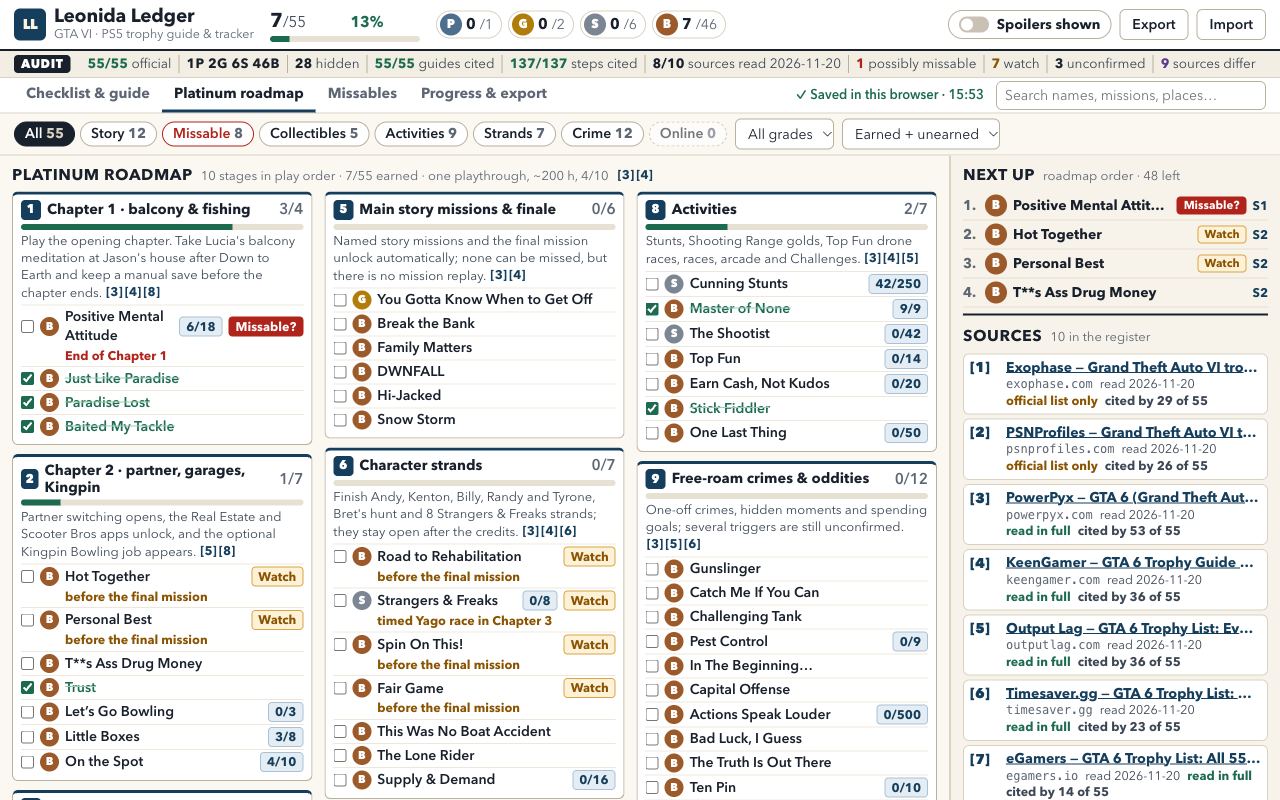 LL
Leonida Ledger
GTA VI · PS5 trophy guide & tracker
7/55 13%
P 0 /1 G 0 /2 S 0 /6 B 7 /46
Spoilers shown
Export Import
AUDIT 55/55 official 1P 2G 6S 46B 28 hidden 55/55 guides cited 137/137 steps cited 8/10 sources read 2026-11-20 1 possibly missable 7 watch 3 unconfirmed 9 sources differ
Checklist & guide Platinum roadmap Missables Progress & export ✓ Saved in this browser · 15:53 Search names, missions, places…
All 55 Story 12 Missable 8 Collectibles 5 Activities 9 Strands 7 Crime 12 Online 0 All grades Earned + unearned
PLATINUM ROADMAP 10 stages in play order · 7/55 earned · one playthrough, ~200 h, 4/10 [3][4]
1 Chapter 1 · balcony & fishing 3/4
Play the opening chapter. Take Lucia's balcony
meditation at Jason's house after Down to
Earth and keep a manual save before the
chapter ends. [3][4][8]
B Positive Mental
Attitude 6/18 Missable?
End of Chapter 1
B Just Like Paradise
B Paradise Lost
B Baited My Tackle
2 Chapter 2 · partner, garages,
Kingpin 1/7
Partner switching opens, the Real Estate and
Scooter Bros apps unlock, and the optional
Kingpin Bowling job appears. [5][8]
B Hot Together Watch
before the final mission
B Personal Best Watch
before the final mission
B T**s Ass Drug Money
B Trust
B Let's Go Bowling 0/3
B Little Boxes 3/8
B On the Spot 4/10
5 Main story missions & finale 0/6
Named story missions and the final mission
unlock automatically; none can be missed, but
there is no mission replay. [3][4]
G You Gotta Know When to Get Off
B Break the Bank
B Family Matters
B DWNFALL
B Hi-Jacked
B Snow Storm
6 Character strands 0/7
Finish Andy, Kenton, Billy, Randy and Tyrone,
Bret's hunt and 8 Strangers & Freaks strands;
they stay open after the credits. [3][4][6]
B Road to Rehabilitation Watch
before the final mission
S Strangers & Freaks 0/8 Watch
timed Yago race in Chapter 3
B Spin On This! Watch
before the final mission
B Fair Game Watch
before the final mission
B This Was No Boat Accident
B The Lone Rider
B Supply & Demand 0/16
8 Activities 2/7
Stunts, Shooting Range golds, Top Fun drone
races, races, arcade and Challenges. [3][4][5]
S Cunning Stunts 42/250
B Master of None 9/9
S The Shootist 0/42
B Top Fun 0/14
B Earn Cash, Not Kudos 0/20
B Stick Fiddler
B One Last Thing 0/50
9 Free-roam crimes & oddities 0/12
One-off crimes, hidden moments and spending
goals; several triggers are still unconfirmed.
[3][5][6]
B Gunslinger
B Catch Me If You Can
B Challenging Tank
B Pest Control 0/9
B In The Beginning…
B Capital Offense
B Actions Speak Louder 0/500
B Bad Luck, I Guess
B The Truth Is Out There
B Ten Pin 0/10
NEXT UP roadmap order · 48 left
1. B Positive Mental Attit… Missable? S1
2. B Hot Together Watch S2
3. B Personal Best Watch S2
4. B T**s Ass Drug Money S2
SOURCES 10 in the register
[1] Exophase — Grand Theft Auto VI tro…
exophase.com read 2026-11-20
official list only cited by 29 of 55
[2] PSNProfiles — Grand Theft Auto VI t…
psnprofiles.com read 2026-11-20
official list only cited by 26 of 55
[3] PowerPyx — GTA 6 (Grand Theft Aut…
powerpyx.com read 2026-11-20
read in full cited by 53 of 55
[4] KeenGamer — GTA 6 Trophy Guide …
keengamer.com read 2026-11-20
read in full cited by 36 of 55
[5] Output Lag — GTA 6 Trophy List: Ev…
outputlag.com read 2026-11-20
read in full cited by 36 of 55
[6] Timesaver.gg — GTA 6 Trophy List: …
timesaver.gg read 2026-11-20
read in full cited by 23 of 55
[7] eGamers — GTA 6 Trophy List: All 55…
egamers.io read 2026-11-20 read in full
cited by 14 of 55